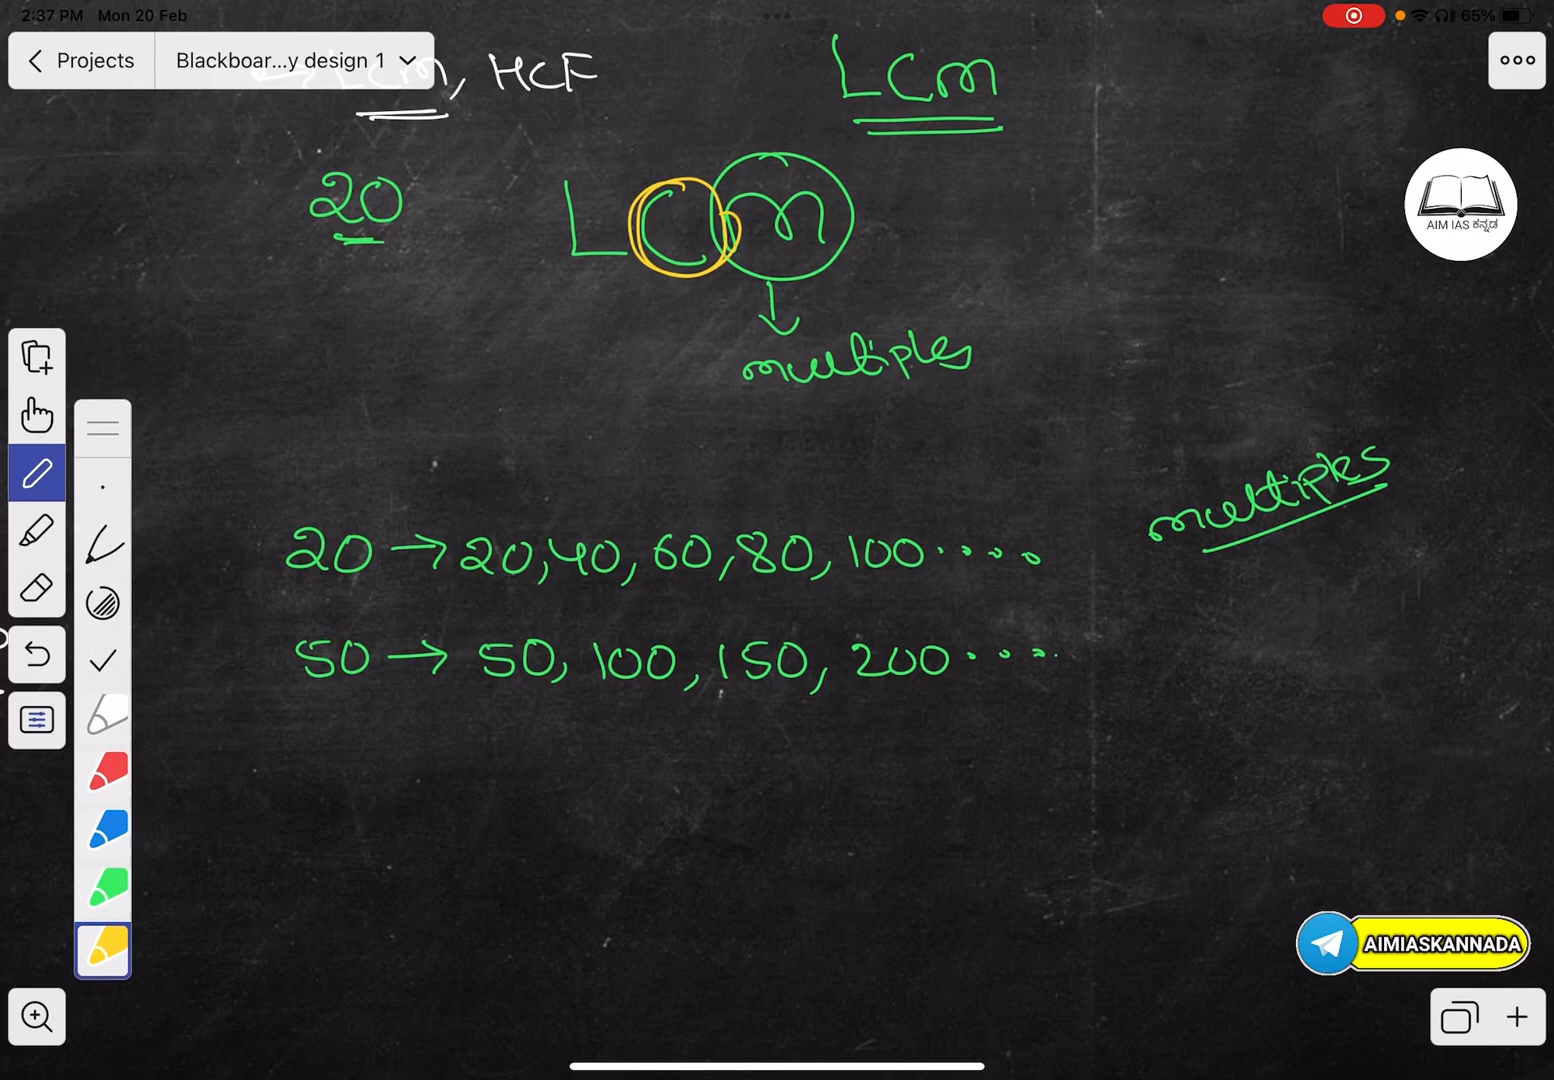 2:37 PM Mon 20 Feb
65%
Projects
Blackboar...y design 1
LCM, HCF
LCM
20
LCM
AIM IAS ಕನ್ನಡ
multiples
multiples
20 → 20, 40, 60, 80, 100 ....
50 → 50, 100, 150, 200 ....
AIMIASKANNADA